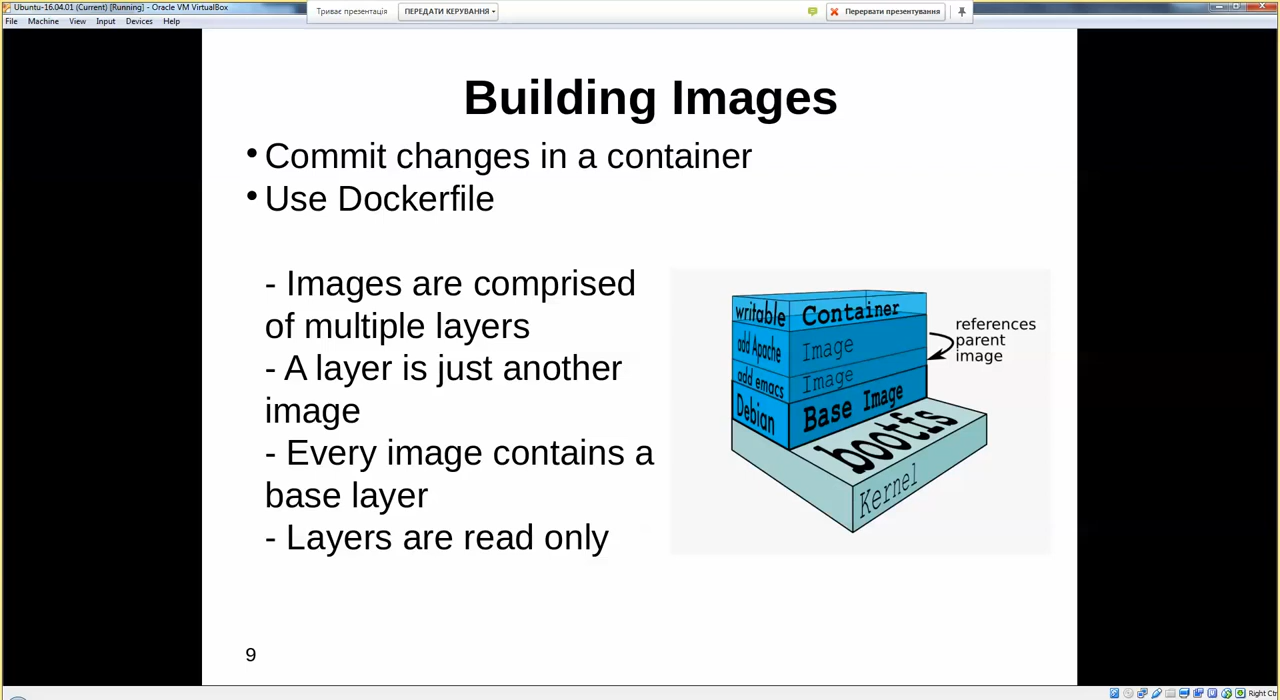 Ubuntu-16.04.01 (Current) [Running] - Oracle VM VirtualBox
Триває презентація
ПЕРЕДАТИ КЕРУВАННЯ
Перервати презентування
File Machine View Input Devices Help
Building Images
• Commit changes in a container
• Use Dockerfile
- Images are comprised
of multiple layers
- A layer is just another
image
- Every image contains a
base layer
- Layers are read only
writable Container
add Apache Image
add emacs Image
Debian Base Image
bootfs
Kernel
references
parent
image
9
Right Ct